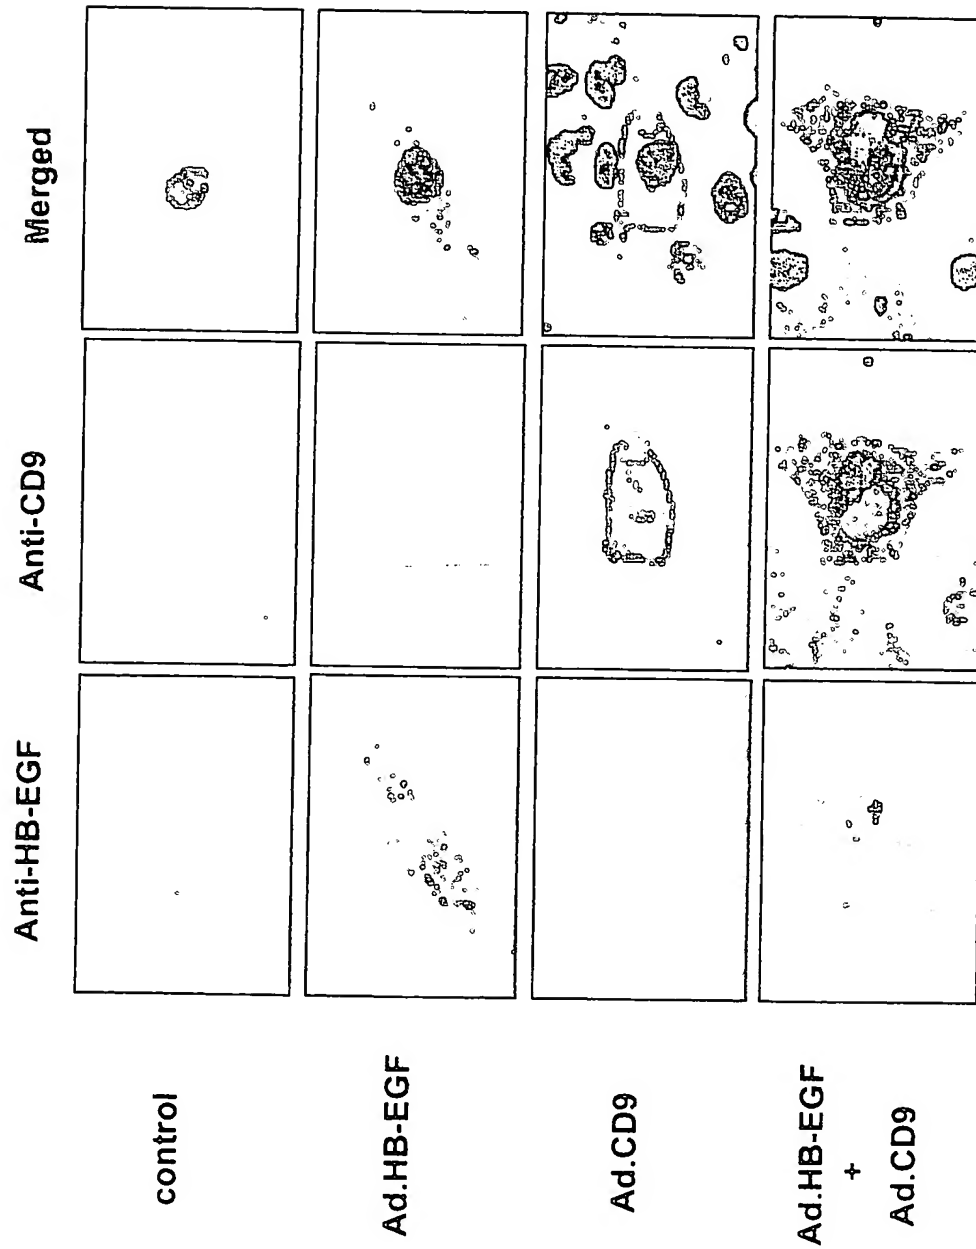 Anti-HB-EGF
Anti-CD9
Merged
control
Ad.HB-EGF
Ad.CD9
Ad.HB-EGF
+
Ad.CD9